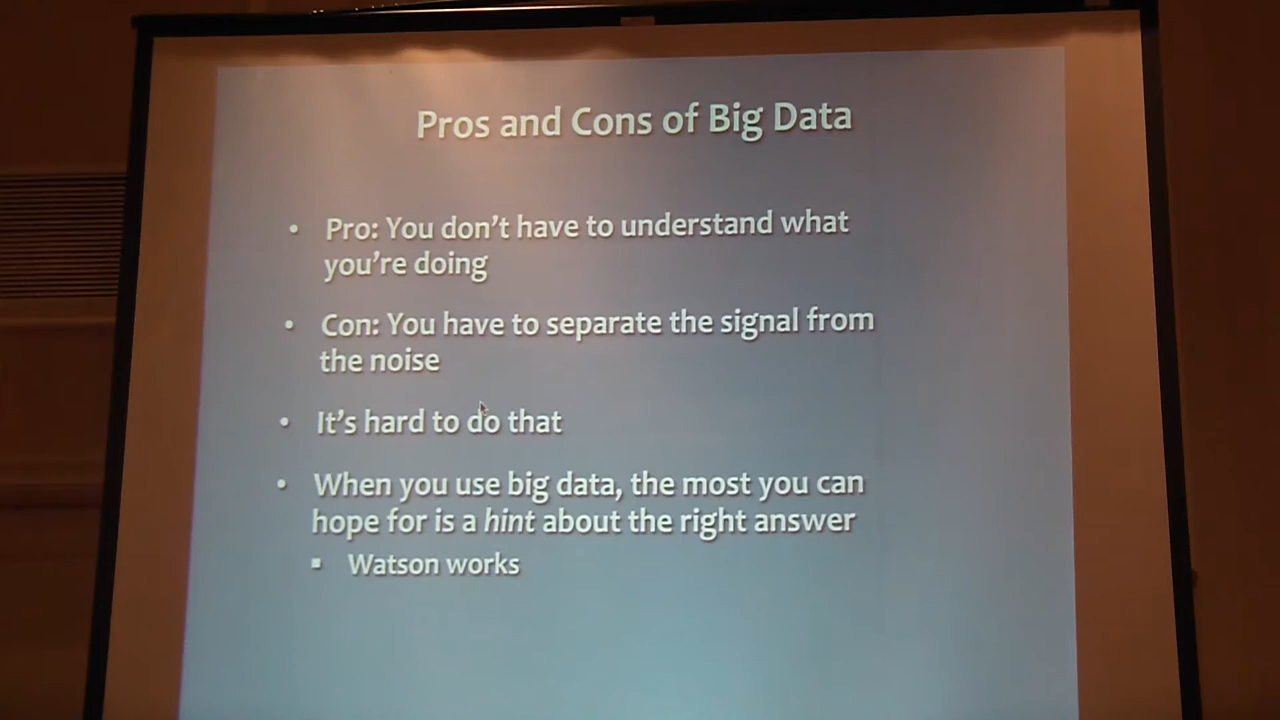 Pros and Cons of Big Data
• Pro: You don't have to understand what
you're doing
• Con: You have to separate the signal from
the noise
• It's hard to do that
• When you use big data, the most you can
hope for is a hint about the right answer
▪ Watson works